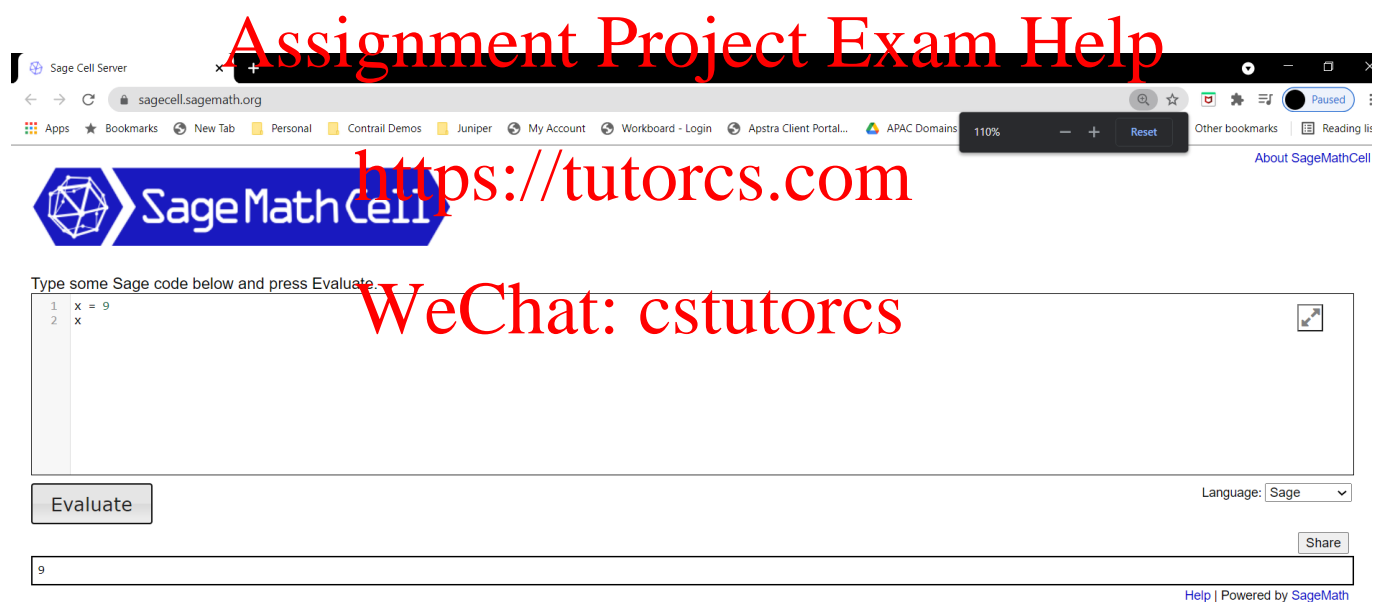 Assignment Project Exam Help
Sage Cell Server
sagecell.sagemath.org
Paused
Apps Bookmarks New Tab Personal Contrail Demos Juniper My Account Workboard - Login Apstra Client Portal... APAC Domains 110% Reset Other bookmarks Reading lis
https://tutorcs.com
About SageMathCell
SageMathCell
Type some Sage code below and press Evaluate.
WeChat: cstutorcs
1 x = 9
2 x
Evaluate
Language: Sage
Share
9
Help | Powered by SageMath